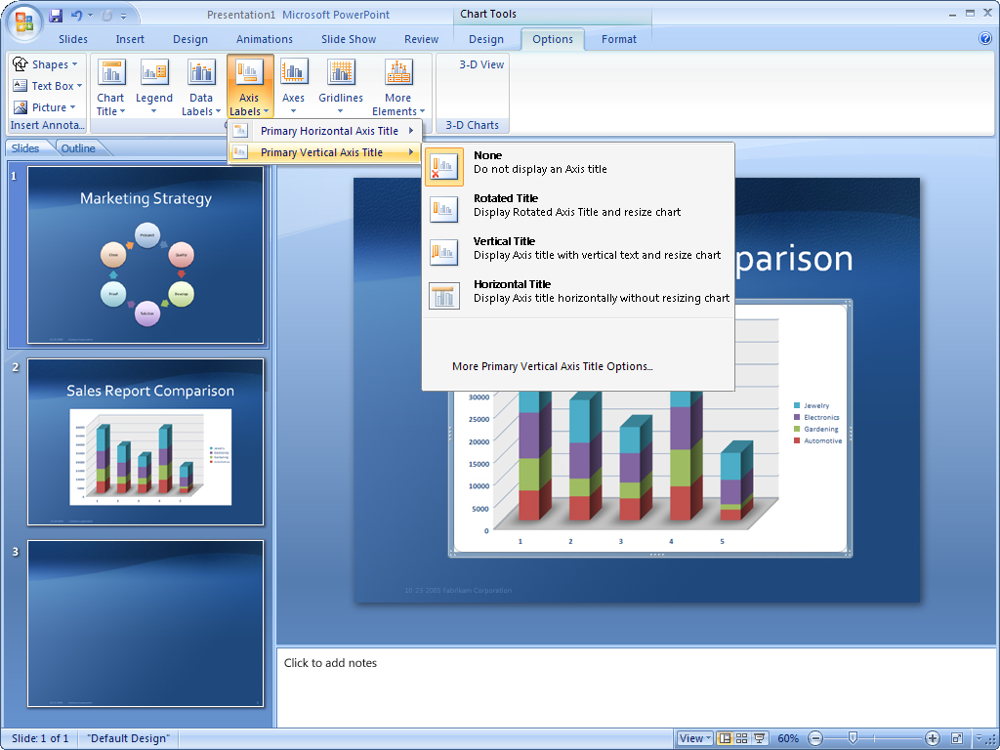 Presentation1 Microsoft PowerPoint
Chart Tools
Slides Insert Design Animations Slide Show Review Design Options Format
Shapes
Text Box
Picture
Insert Annota...
Chart Title
Legend
Data Labels
Axis Labels
Axes
Gridlines
More Elements
3-D View
3-D Charts
Primary Horizontal Axis Title
Primary Vertical Axis Title
None
Do not display an Axis title
Rotated Title
Display Rotated Axis Title and resize chart
Vertical Title
Display Axis title with vertical text and resize chart
Horizontal Title
Display Axis title horizontally without resizing chart
More Primary Vertical Axis Title Options...
Slides Outline
1
Marketing Strategy
2
Sales Report Comparison
3
parison
30000
25000
20000
15000
10000
5000
0
1 2 3 4 5
Jewelry
Electronics
Gardening
Automotive
10-23-2005 Fabrikam Corporation
Click to add notes
Slide: 1 of 1 "Default Design" View 60%